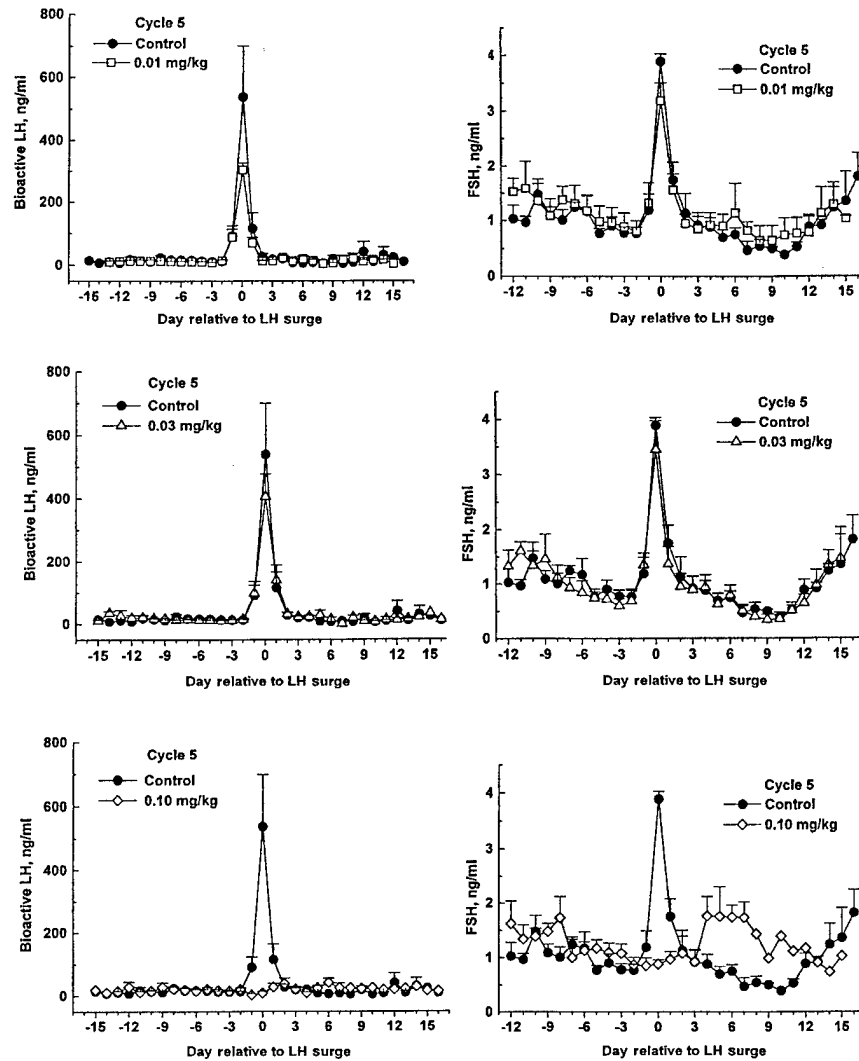 Cycle 5
Control
0.01 mg/kg
Bioactive LH, ng/ml
800
600
400
200
0
-15 -12 -9 -6 -3 0 3 6 9 12 15
Day relative to LH surge
Cycle 5
Control
0.01 mg/kg
FSH, ng/ml
4
3
2
1
0
-12 -9 -6 -3 0 3 6 9 12 15
Day relative to LH surge
Cycle 5
Control
0.03 mg/kg
Bioactive LH, ng/ml
800
600
400
200
0
-15 -12 -9 -6 -3 0 3 6 9 12 15
Day relative to LH surge
Cycle 5
Control
0.03 mg/kg
FSH, ng/ml
4
3
2
1
0
-12 -9 -6 -3 0 3 6 9 12 15
Day relative to LH surge
Cycle 5
Control
0.10 mg/kg
Bioactive LH, ng/ml
800
600
400
200
0
-15 -12 -9 -6 -3 0 3 6 9 12 15
Day relative to LH surge
Cycle 5
Control
0.10 mg/kg
FSH, ng/ml
4
3
2
1
0
-12 -9 -6 -3 0 3 6 9 12 15
Day relative to LH surge